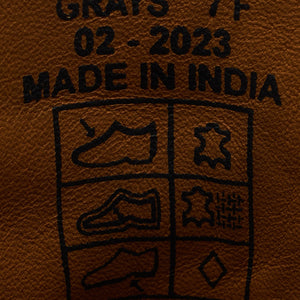 GRAYS 7F
02 - 2023
MADE IN INDIA